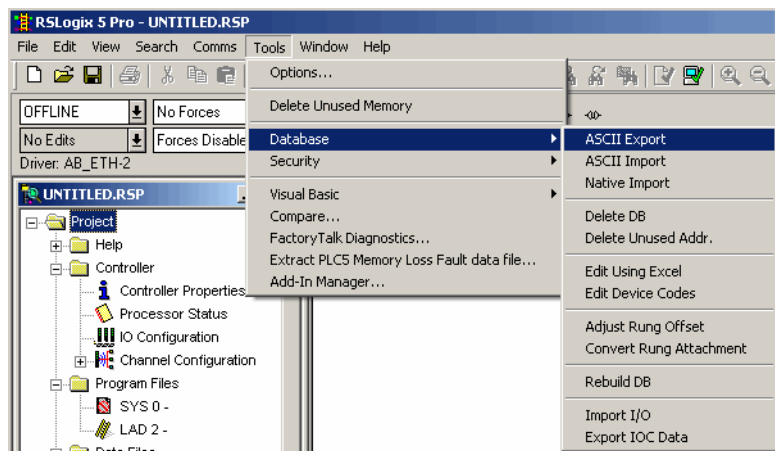 RSLogix 5 Pro - UNTITLED.RSP
File Edit View Search Comms Tools Window Help
OFFLINE No Forces
No Edits Forces Disable
Driver: AB_ETH-2
UNTITLED.RSP
Project
Help
Controller
Controller Properties
Processor Status
IO Configuration
Channel Configuration
Program Files
SYS 0 -
LAD 2 -
Data Files
Options...
Delete Unused Memory
Database
Security
Visual Basic
Compare...
FactoryTalk Diagnostics...
Extract PLC5 Memory Loss Fault data file...
Add-In Manager...
ASCII Export
ASCII Import
Native Import
Delete DB
Delete Unused Addr.
Edit Using Excel
Edit Device Codes
Adjust Rung Offset
Convert Rung Attachment
Rebuild DB
Import I/O
Export IOC Data